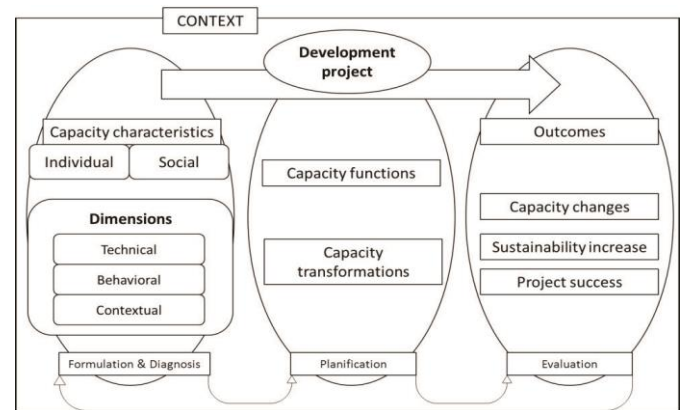 CONTEXT
Development
project
Capacity characteristics
Individual
Social
Dimensions
Technical
Behavioral
Contextual
Formulation & Diagnosis
Capacity functions
Capacity
transformations
Planification
Outcomes
Capacity changes
Sustainability increase
Project success
Evaluation